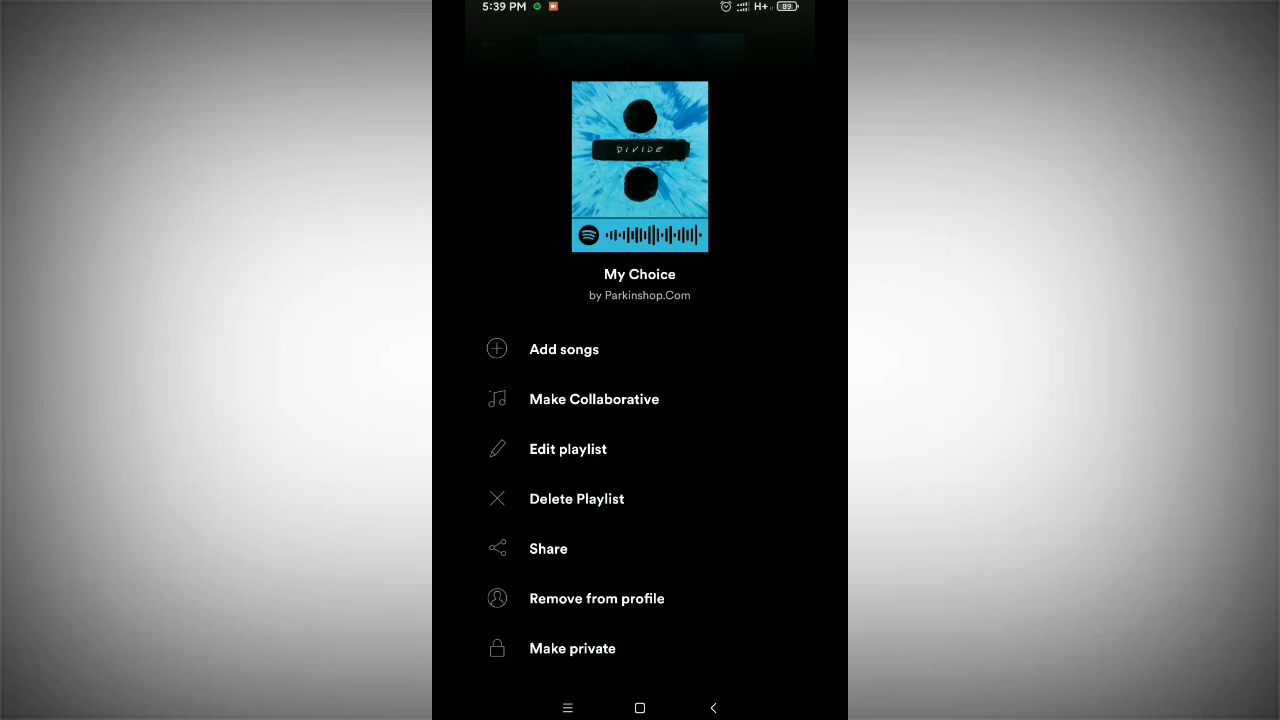 5:39 PM H+ 89
DIVIDE
My Choice
by Parkinshop.Com
Add songs
Make Collaborative
Edit playlist
Delete Playlist
Share
Remove from profile
Make private